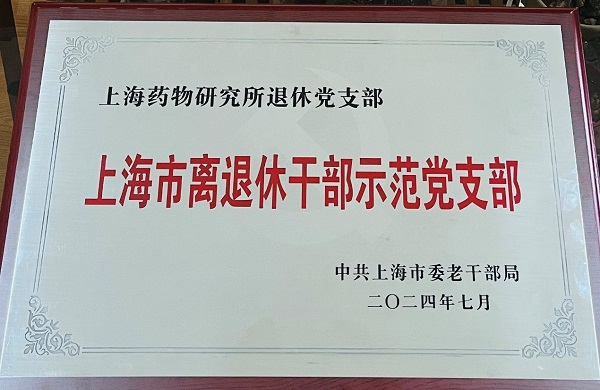 上海药物研究所退休党支部
上海市离退休干部示范党支部
中共上海市委老干部局
二〇二四年七月